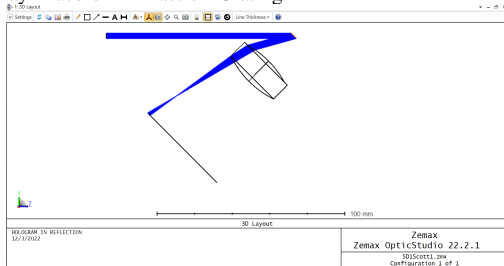 1: 3D Layout
Settings
Line Thickness
Y
Z
100 mm
3D Layout
HOLOGRAM IN REFLECTION
12/3/2022
Zemax
Zemax OpticStudio 22.2.1
SD1Scott1.zmx
Configuration 1 of 1